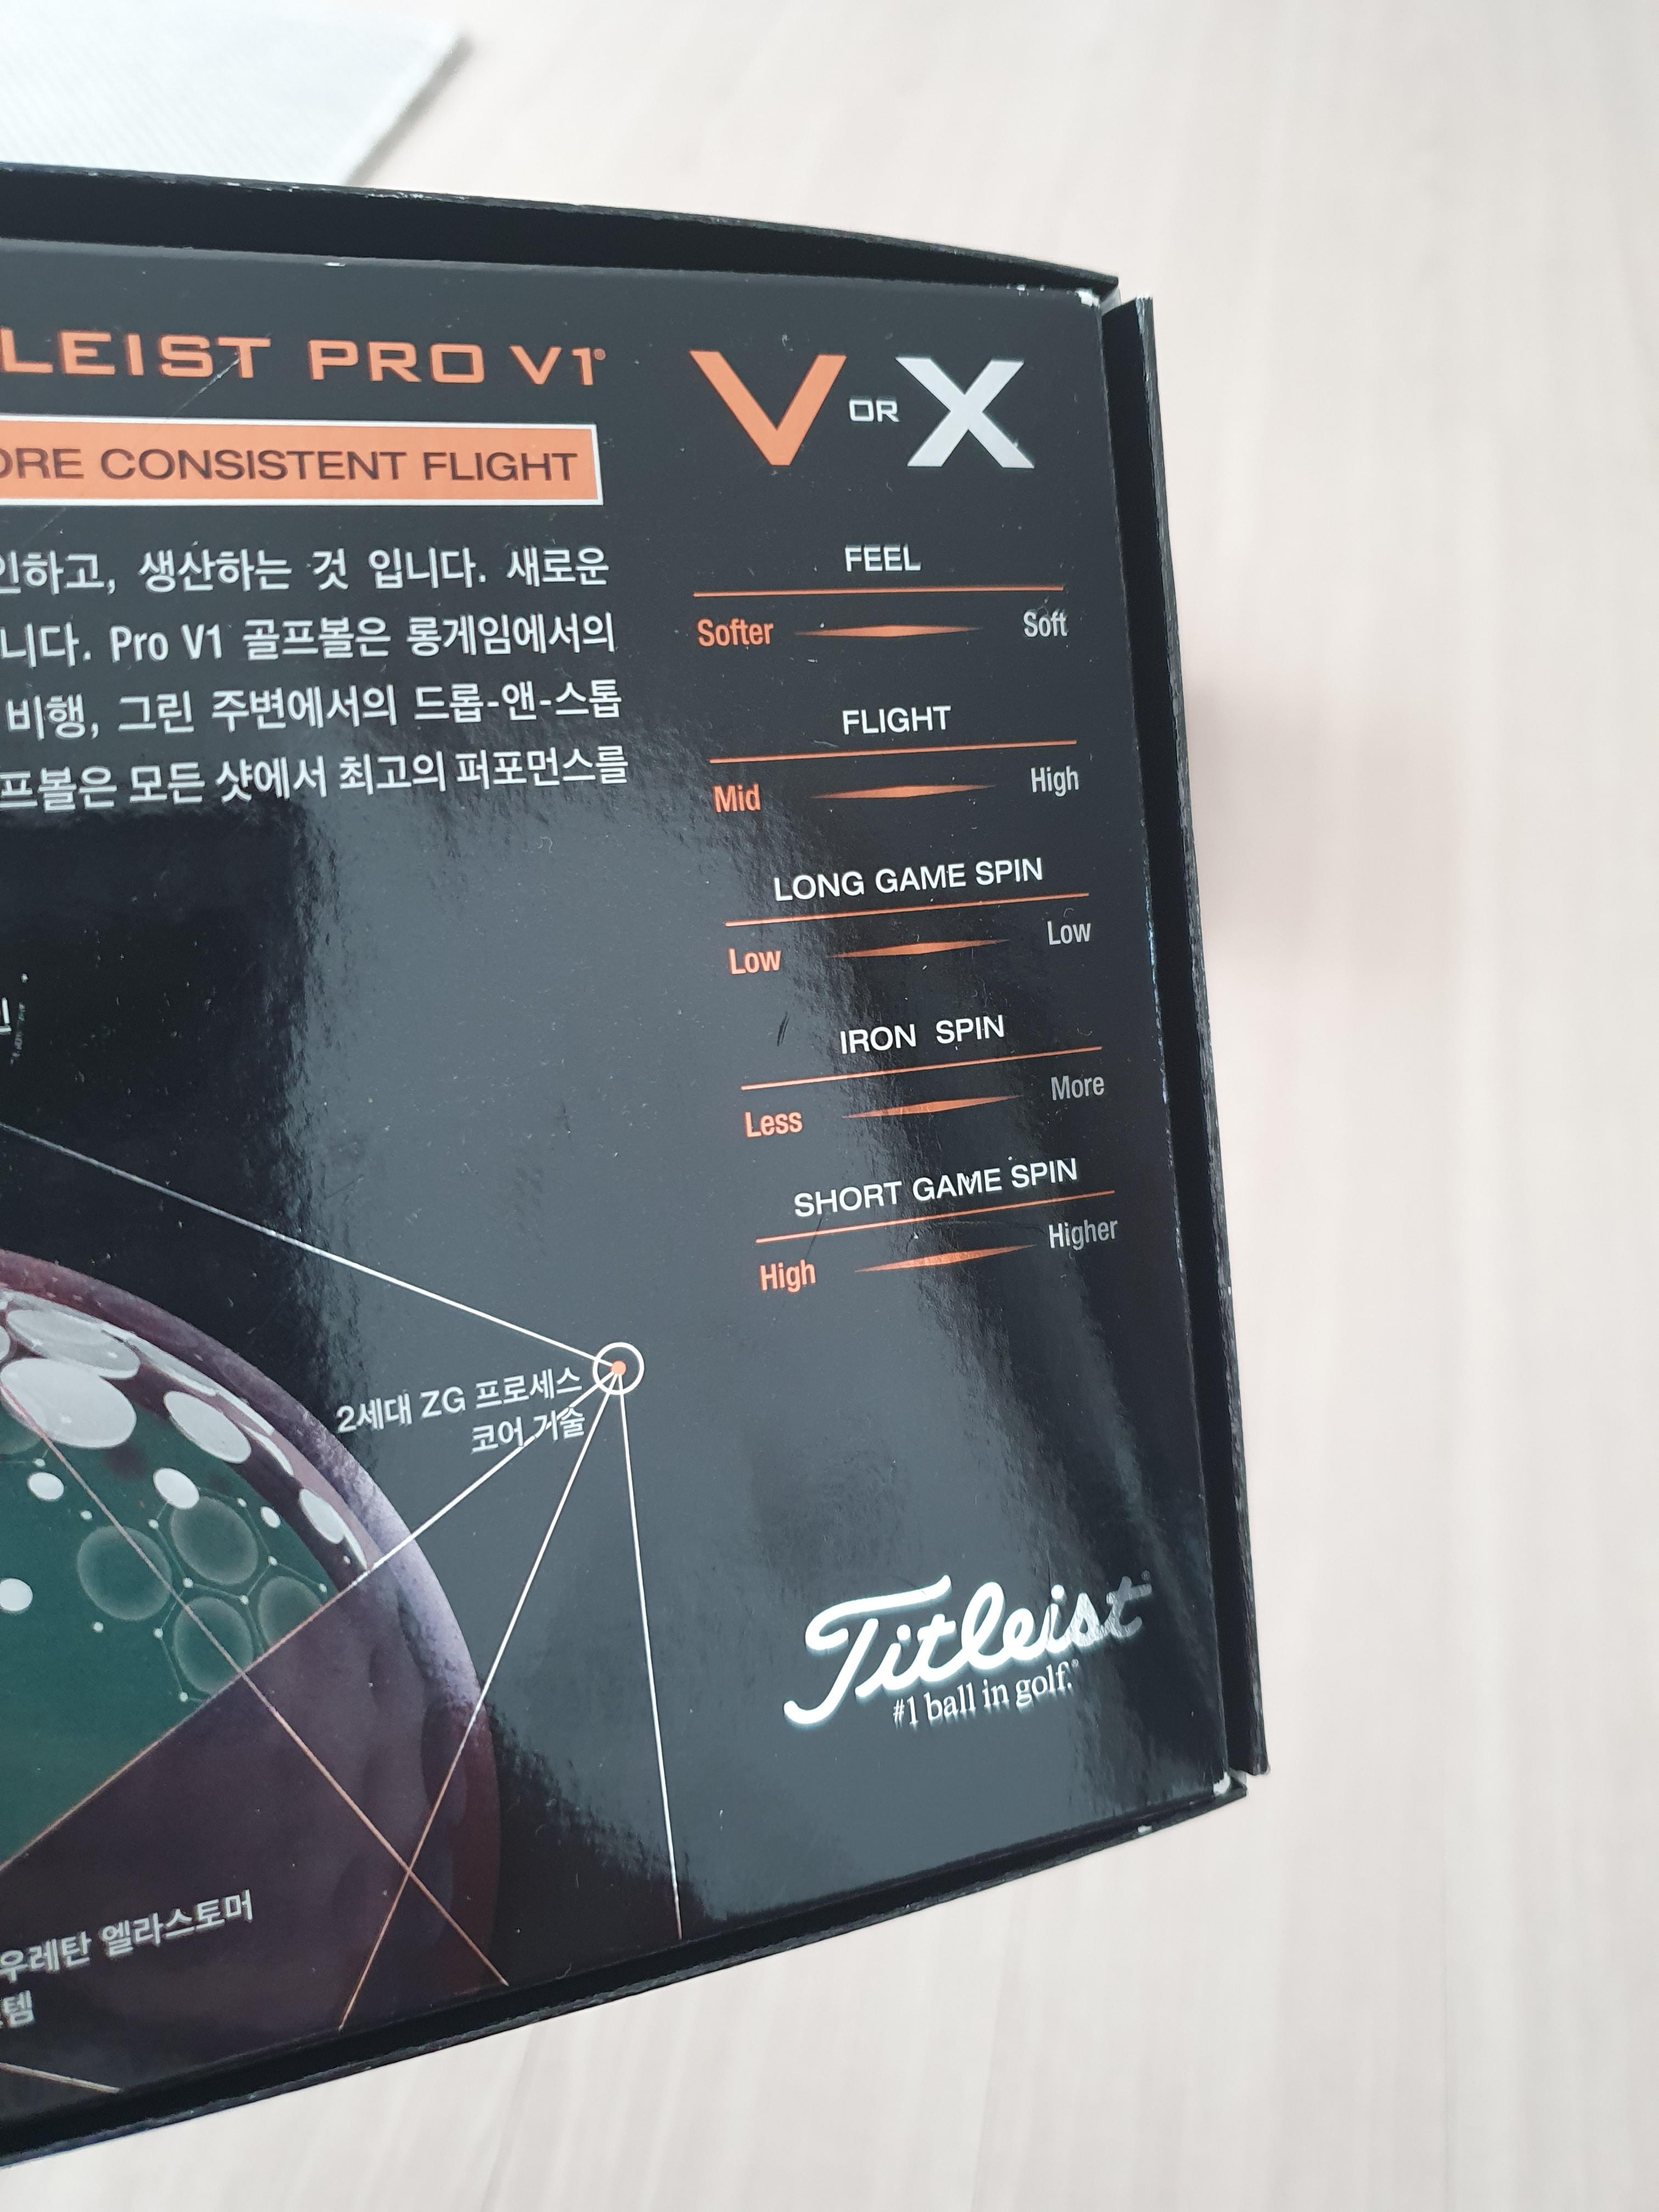 LEIST PRO V1®
V OR X
ORE CONSISTENT FLIGHT
인하고, 생산하는 것 입니다. 새로운
니다. Pro V1 골프볼은 롱게임에서의
비행, 그린 주변에서의 드롭-앤-스톱
프볼은 모든 샷에서 최고의 퍼포먼스를
FEEL
Softer Soft
FLIGHT
Mid High
LONG GAME SPIN
Low Low
IRON SPIN
Less More
SHORT GAME SPIN
High Higher
2세대 ZG 프로세스
코어 기술
Titleist®
#1 ball in golf.®
우레탄 엘라스토머
템